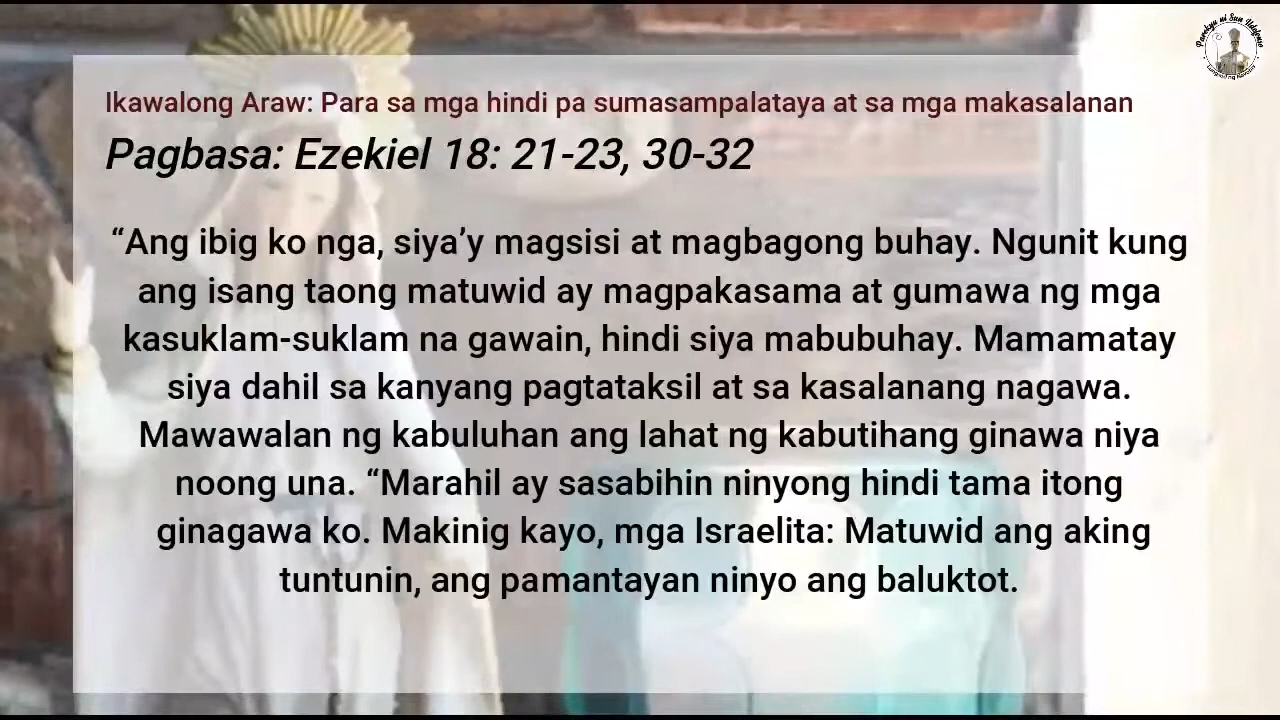 Ikawalong Araw: Para sa mga hindi pa sumasampalataya at sa mga makasalanan
Pagbasa: Ezekiel 18: 21-23, 30-32
“Ang ibig ko nga, siya’y magsisi at magbagong buhay. Ngunit kung
ang isang taong matuwid ay magpakasama at gumawa ng mga
kasuklam-suklam na gawain, hindi siya mabubuhay. Mamamatay
siya dahil sa kanyang pagtataksil at sa kasalanang nagawa.
Mawawalan ng kabuluhan ang lahat ng kabutihang ginawa niya
noong una. “Marahil ay sasabihin ninyong hindi tama itong
ginagawa ko. Makinig kayo, mga Israelita: Matuwid ang aking
tuntunin, ang pamantayan ninyo ang baluktot.